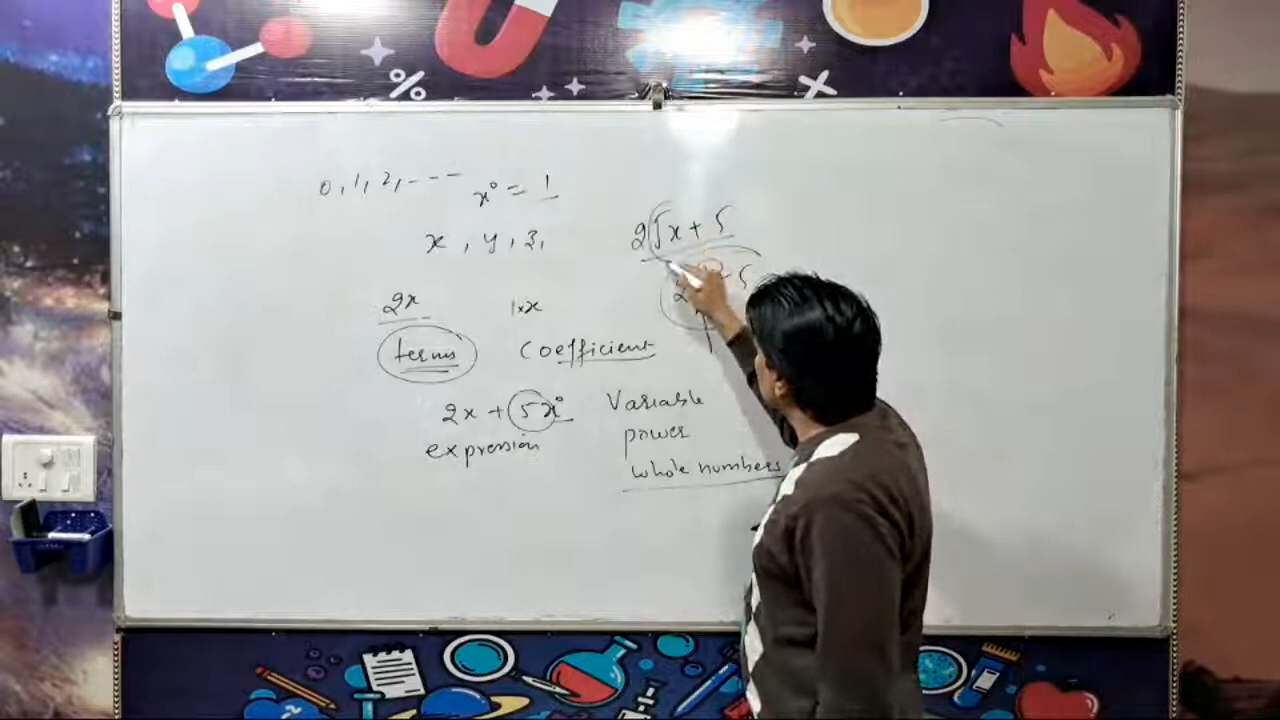 0, 1, 2, - - -
x° = 1
x, y, z,
2√x + 5
2x
1×x
terms
Coefficient
2x + 5x°
Variable
expression
power
whole numbers
%